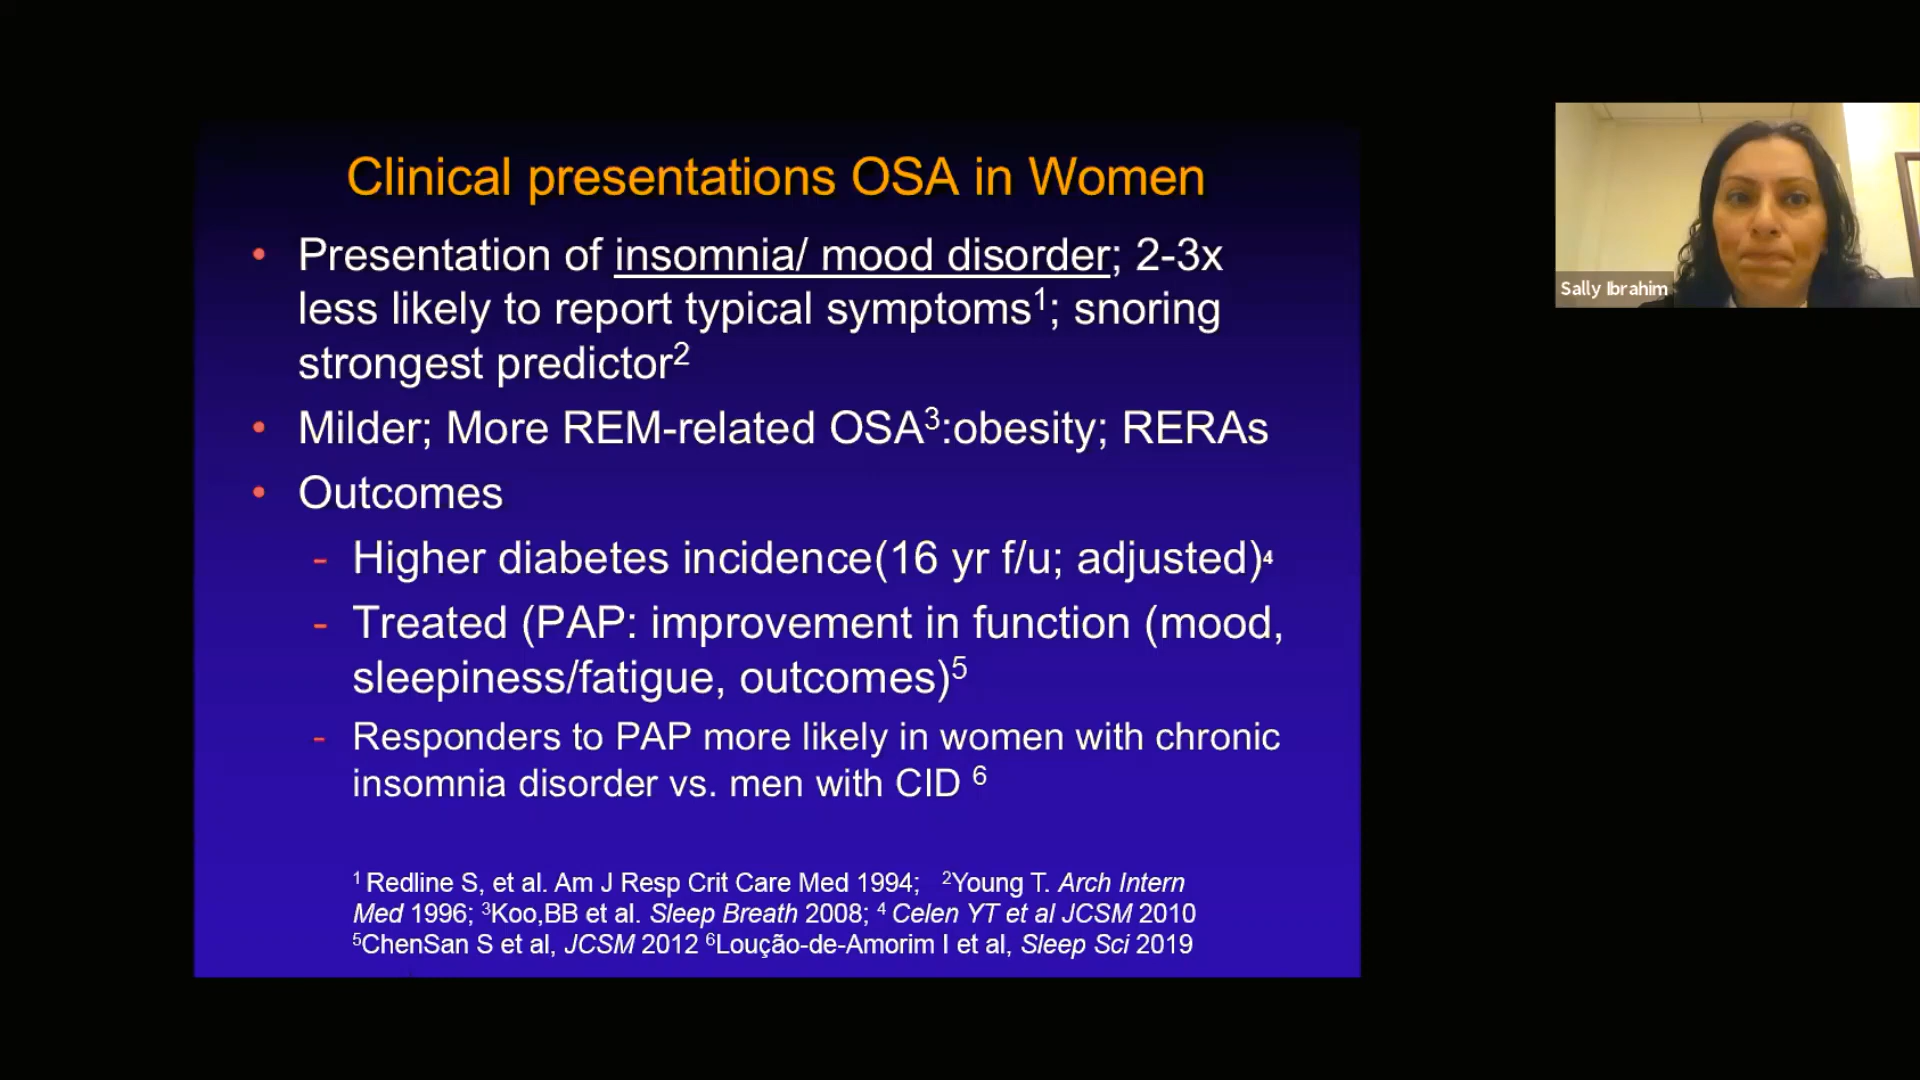 Clinical presentations OSA in Women
• Presentation of insomnia/ mood disorder; 2-3x
less likely to report typical symptoms¹; snoring
strongest predictor²
• Milder; More REM-related OSA³:obesity; RERAs
• Outcomes
- Higher diabetes incidence(16 yr f/u; adjusted)⁴
- Treated (PAP: improvement in function (mood,
sleepiness/fatigue, outcomes)⁵
- Responders to PAP more likely in women with chronic
insomnia disorder vs. men with CID ⁶
¹ Redline S, et al. Am J Resp Crit Care Med 1994; ²Young T. Arch Intern
Med 1996; ³Koo,BB et al. Sleep Breath 2008; ⁴ Celen YT et al JCSM 2010
⁵ChenSan S et al, JCSM 2012 ⁶Loução-de-Amorim I et al, Sleep Sci 2019
Sally Ibrahim